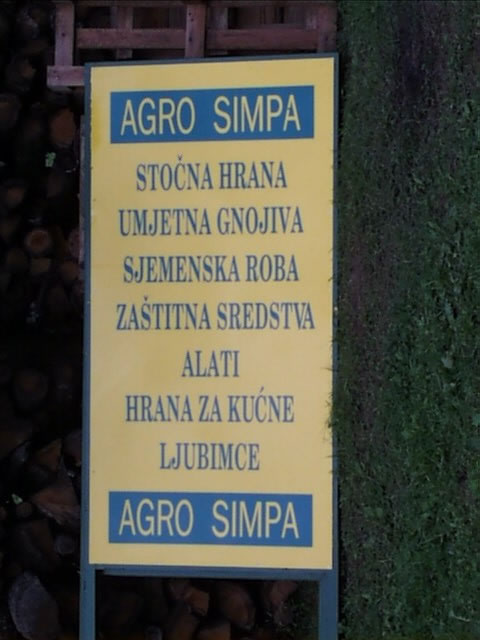 AGRO SIMPA
STOČNA HRANA
UMJETNA GNOJIVA
SJEMENSKA ROBA
ZAŠTITNA SREDSTVA
ALATI
HRANA ZA KUĆNE
LJUBIMCE
AGRO SIMPA